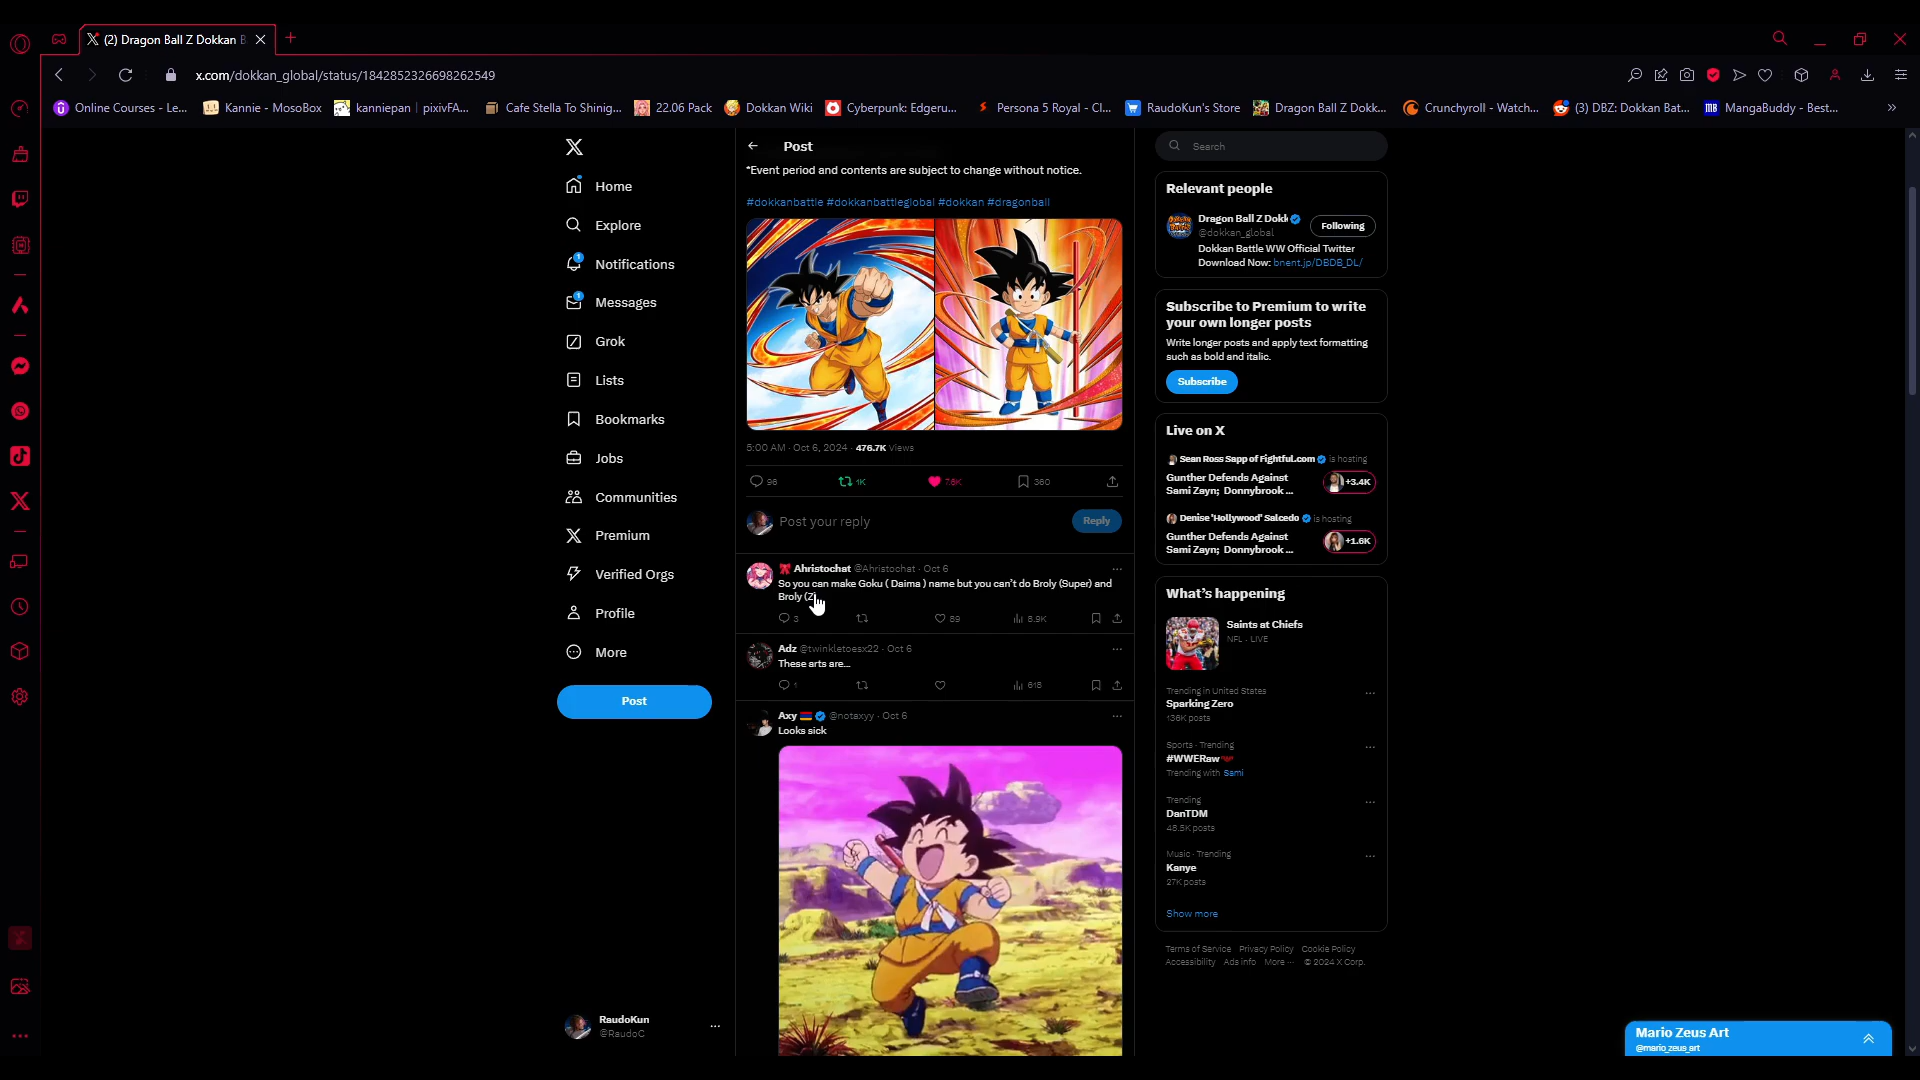 (2) Dragon Ball Z Dokkan B
x.com/dokkan_global/status/1842852326698262549
Online Courses - Le...
Kannie - MosoBox
kanniepan | pixivFA...
Cafe Stella To Shinig...
22.06 Pack
Dokkan Wiki
Cyberpunk: Edgeru...
Persona 5 Royal - Cl...
RaudoKun's Store
Dragon Ball Z Dokk...
Crunchyroll - Watch...
(3) DBZ: Dokkan Bat...
MangaBuddy - Best...
Home
Explore
1
Notifications
1
Messages
Grok
Lists
Bookmarks
Jobs
Communities
Premium
Verified Orgs
Profile
More
Post
RaudoKun
@RaudoC
Post
*Event period and contents are subject to change without notice.
#dokkanbattle #dokkanbattleglobal #dokkan #dragonball
5:00 AM · Oct 6, 2024 · 476.7K Views
96 1K 7.6K 360
Post your reply
Reply
Ahristochat @Ahristochat · Oct 6
So you can make Goku ( Daima ) name but you can't do Broly (Super) and
Broly (Z)
3 89 8.9K
Adz @twinkletoesx22 · Oct 6
These arts are...
1 618
Axy @notaxyy · Oct 6
Looks sick
Search
Relevant people
Dragon Ball Z Dokk
@dokkan_global
Following
Dokkan Battle WW Official Twitter
Download Now: bnent.jp/DBDB_DL/
Subscribe to Premium to write
your own longer posts
Write longer posts and apply text formatting
such as bold and italic.
Subscribe
Live on X
Sean Ross Sapp of Fightful.com is hosting
Gunther Defends Against
Sami Zayn; Donnybrook ...
+3.4K
Denise 'Hollywood' Salcedo is hosting
Gunther Defends Against
Sami Zayn; Donnybrook ...
+1.6K
What's happening
Saints at Chiefs
NFL · LIVE
Trending in United States
Sparking Zero
136K posts
Sports · Trending
#WWERaw
Trending with Sami
Trending
DanTDM
48.5K posts
Music · Trending
Kanye
27K posts
Show more
Terms of Service Privacy Policy Cookie Policy
Accessibility Ads info More ··· © 2024 X Corp.
Mario Zeus Art
@mario_zeus_art